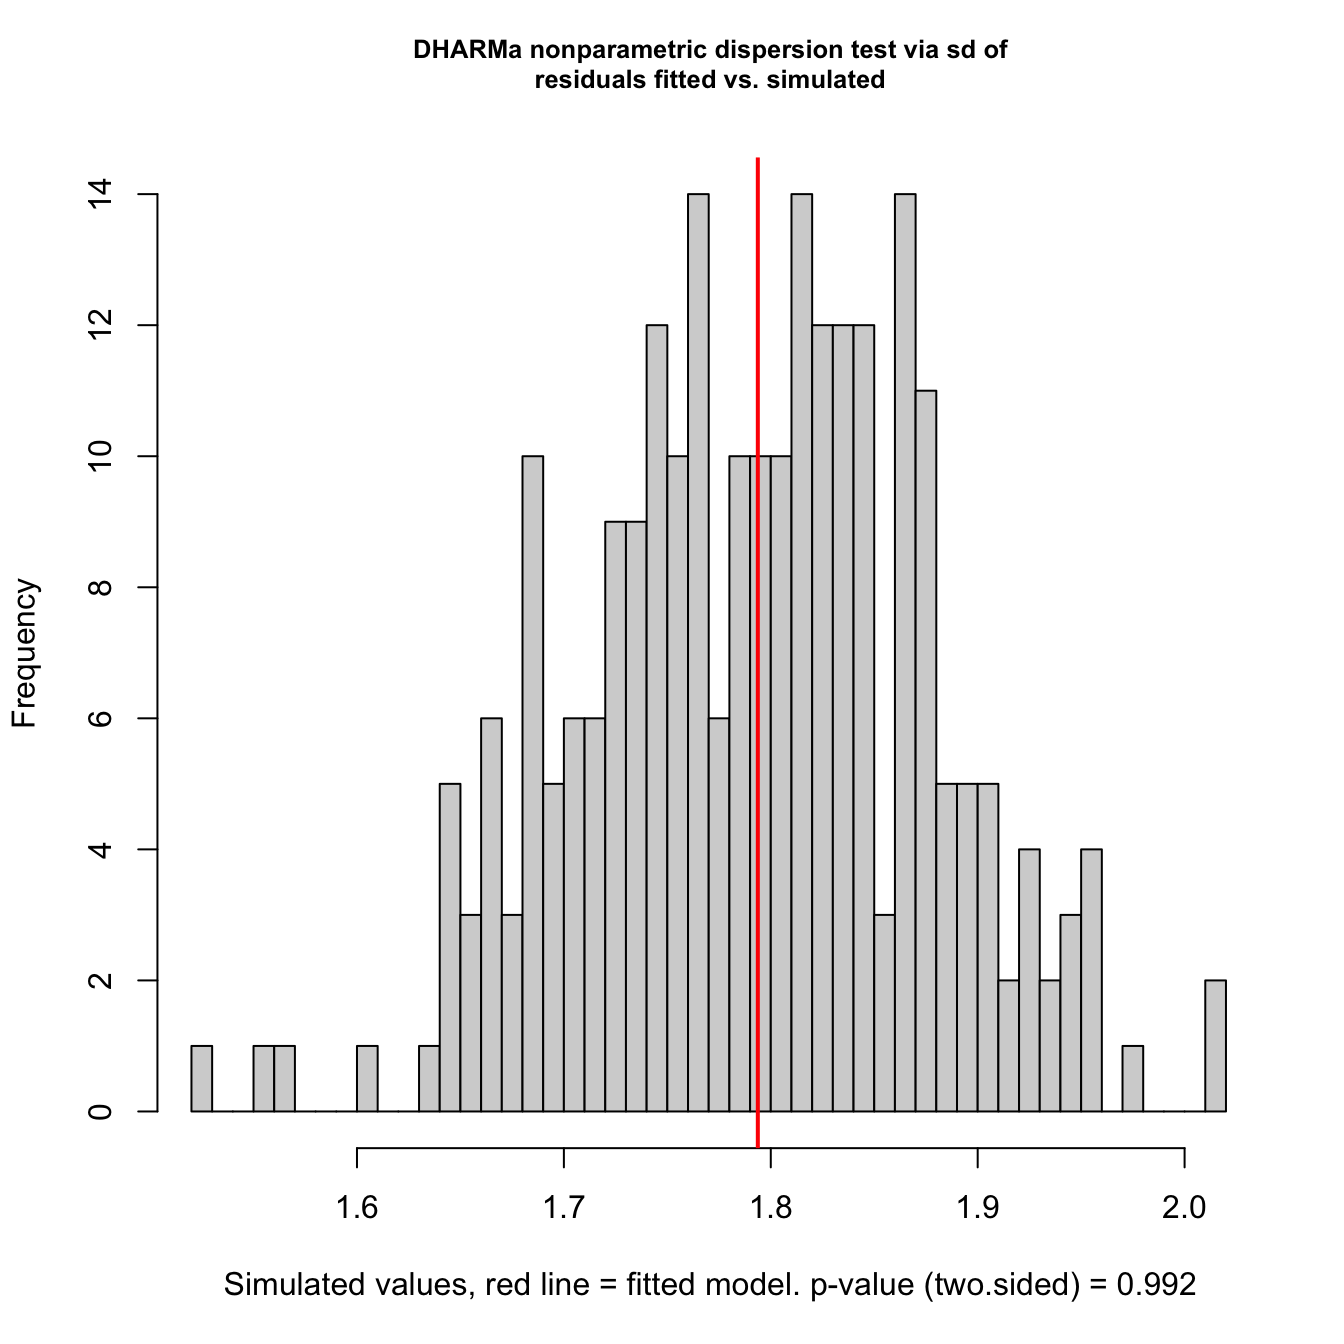 DHARMa nonparametric dispersion test via sd of
residuals fitted vs. simulated
Frequency
14
12
10
8
6
4
2
0
1.6 1.7 1.8 1.9 2.0
Simulated values, red line = fitted model. p-value (two.sided) = 0.992